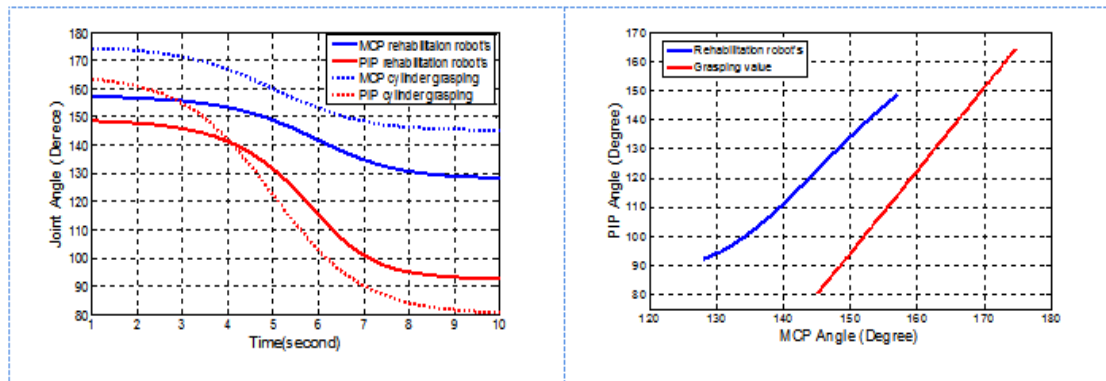 180
170
160
150
140
130
120
110
100
90
80
Joint Angle (Derece)
1 2 3 4 5 6 7 8 9 10
Time(second)
MCP rehabilitaion robot's
PIP rehabilitation robot's
MCP cylinder grasping
PIP cylinder grasping
170
160
150
140
130
120
110
100
90
80
PIP Angle (Degree)
120 130 140 150 160 170 180
MCP Angle (Degree)
Rehabilitation robot's
Grasping value